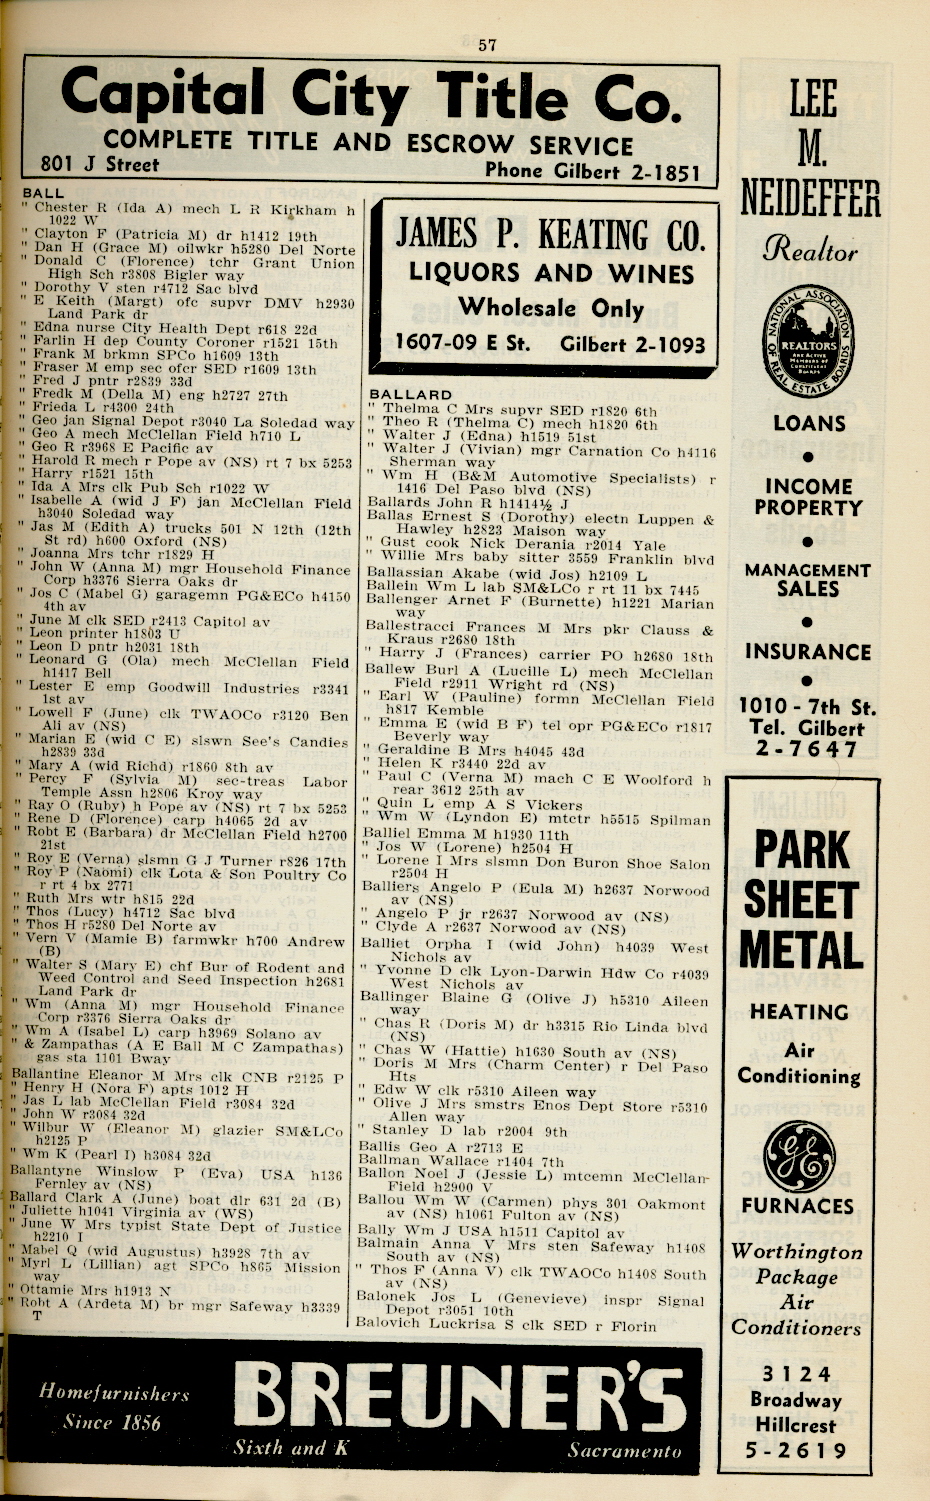 57
Capital City Title Co.
COMPLETE TITLE AND ESCROW SERVICE
801 J Street Phone Gilbert 2-1851
BALL
" Chester R (Ida A) mech L R Kirkham h
1022 W
" Clayton F (Patricia M) dr h1412 19th
" Dan H (Grace M) oilwkr h5280 Del Norte
" Donald C (Florence) tchr Grant Union
High Sch r3808 Bigler way
" Dorothy V sten r4712 Sac blvd
" E Keith (Margt) ofc supvr DMV h2930
Land Park dr
" Edna nurse City Health Dept r618 22d
" Farlin H dep County Coroner r1521 15th
" Frank M brkmn SPCo h1609 13th
" Fraser M emp sec ofcr SED r1609 13th
" Fred J pntr r2839 33d
" Fredk M (Della M) eng h2727 27th
" Frieda L r4300 24th
" Geo jan Signal Depot r3040 La Soledad way
" Geo A mech McClellan Field h710 L
" Geo R r3968 E Pacific av
" Harold R mech r Pope av (NS) rt 7 bx 5253
" Harry r1521 15th
" Ida A Mrs clk Pub Sch r1022 W
" Isabelle A (wid J F) jan McClellan Field
h3040 Soledad way
" Jas M (Edith A) trucks 501 N 12th (12th
St rd) h600 Oxford (NS)
" Joanna Mrs tchr r1829 H
" John W (Anna M) mgr Household Finance
Corp h3376 Sierra Oaks dr
" Jos C (Mabel G) garagemn PG&ECo h4150
4th av
" June M clk SED r2413 Capitol av
" Leon printer h1803 U
" Leon D pntr h2031 18th
" Leonard G (Ola) mech McClellan Field
h1417 Bell
" Lester E emp Goodwill Industries r3341
1st av
" Lowell F (June) clk TWAOCo r3120 Ben
Ali av (NS)
" Marian E (wid C E) slswn See's Candies
h2839 33d
" Mary A (wid Richd) r1860 8th av
" Percy F (Sylvia M) sec-treas Labor
Temple Assn h2806 Kroy way
" Ray O (Ruby) h Pope av (NS) rt 7 bx 5253
" Rene D (Florence) carp h4065 2d av
" Robt E (Barbara) dr McClellan Field h2700
21st
" Roy E (Verna) slsmn G J Turner r826 17th
" Roy P (Naomi) clk Lota & Son Poultry Co
r rt 4 bx 2771
" Ruth Mrs wtr h815 22d
" Thos (Lucy) h4712 Sac blvd
" Thos H r5280 Del Norte av
" Vern V (Mamie B) farmwkr h700 Andrew
(B)
" Walter S (Mary E) chf Bur of Rodent and
Weed Control and Seed Inspection h2681
Land Park dr
" Wm (Anna M) mgr Household Finance
Corp r3376 Sierra Oaks dr
" Wm A (Isabel L) carp h3969 Solano av
" & Zampathas (A E Ball M C Zampathas)
gas sta 1101 Bway
Ballantine Eleanor M Mrs clk CNB r2125 P
" Henry H (Nora F) apts 1012 H
" Jas L lab McClellan Field r3084 32d
" John W r3084 32d
" Wilbur W (Eleanor M) glazier SM&LCo
h2125 P
" Wm K (Pearl I) h3084 32d
Ballantyne Winslow P (Eva) USA h136
Fernley av (NS)
Ballard Clark A (June) boat dlr 631 2d (B)
" Juliette h1041 Virginia av (WS)
" June W Mrs typist State Dept of Justice
h2210 I
" Mabel Q (wid Augustus) h3928 7th av
" Myrl L (Lillian) agt SPCo h865 Mission
way
" Ottamie Mrs h1913 N
" Robt A (Ardeta M) br mgr Safeway h3339
T
JAMES P. KEATING CO.
LIQUORS AND WINES
Wholesale Only
1607-09 E St. Gilbert 2-1093
BALLARD
" Thelma C Mrs supvr SED r1820 6th
" Theo R (Thelma C) mech h1820 6th
" Walter J (Edna) h1519 51st
" Walter J (Vivian) mgr Carnation Co h4116
Sherman way
" Wm H (B&M Automotive Specialists) r
1416 Del Paso blvd (NS)
Ballards John R h1414½ J
Ballas Ernest S (Dorothy) electn Luppen &
Hawley h2823 Maison way
" Gust cook Nick Derania r2014 Yale
" Willie Mrs baby sitter 3559 Franklin blvd
Ballassian Akabe (wid Jos) h2109 L
Ballein Wm L lab SM&LCo r rt 11 bx 7445
Ballenger Arnet F (Burnette) h1221 Marian
way
Ballestracci Frances M Mrs pkr Clauss &
Kraus r2680 18th
" Harry J (Frances) carrier PO h2680 18th
Ballew Burl A (Lucille L) mech McClellan
Field r2911 Wright rd (NS)
" Earl W (Pauline) formn McClellan Field
h817 Kemble
" Emma E (wid B F) tel opr PG&ECo r1817
Beverly way
" Geraldine B Mrs h4045 43d
" Helen K r3440 22d av
" Paul C (Verna M) mach C E Woolford h
rear 3612 25th av
" Quin L emp A S Vickers
" Wm W (Lyndon E) mtctr h5515 Spilman
Balliel Emma M h1930 11th
" Jos W (Lorene) h2504 H
" Lorene I Mrs slsmn Don Buron Shoe Salon
r2504 H
Balliers Angelo P (Eula M) h2637 Norwood
av (NS)
" Angelo P jr r2637 Norwood av (NS)
" Clyde A r2637 Norwood av (NS)
Balliet Orpha I (wid John) h4039 West
Nichols av
" Yvonne D clk Lyon-Darwin Hdw Co r4039
West Nichols av
Ballinger Blaine G (Olive J) h5310 Aileen
way
" Chas R (Doris M) dr h3315 Rio Linda blvd
(NS)
" Chas W (Hattie) h1630 South av (NS)
" Doris M Mrs (Charm Center) r Del Paso
Hts
" Edw W clk r5310 Aileen way
" Olive J Mrs smstrs Enos Dept Store r5310
Allen way
" Stanley D lab r2004 9th
Ballis Geo A r2713 E
Ballman Wallace r1404 7th
Ballon Noel J (Jessie L) mtcemn McClellan
Field h2900 V
Ballou Wm W (Carmen) phys 301 Oakmont
av (NS) h1061 Fulton av (NS)
Bally Wm J USA h1511 Capitol av
Balmain Anna V Mrs sten Safeway h1408
South av (NS)
" Thos F (Anna V) clk TWAOCo h1408 South
av (NS)
Balonek Jos L (Genevieve) inspr Signal
Depot r3051 10th
Balovich Luckrisa S clk SED r Florin
LEE
M.
NEIDEFFER
Realtor
NATIONAL ASSOCIATION
OF REAL ESTATE BOARDS
REALTORS
ARE ACTIVE
MEMBERS OF
CONSTITUENT
BOARDS
LOANS
•
INCOME
PROPERTY
•
MANAGEMENT
SALES
•
INSURANCE
•
1010 - 7th St.
Tel. Gilbert
2-7647
PARK
SHEET
METAL
HEATING
Air
Conditioning
GE
FURNACES
Worthington
Package
Air
Conditioners
3124
Broadway
Hillcrest
5-2619
Homefurnishers
Since 1856
BREUNER'S
Sixth and K Sacramento